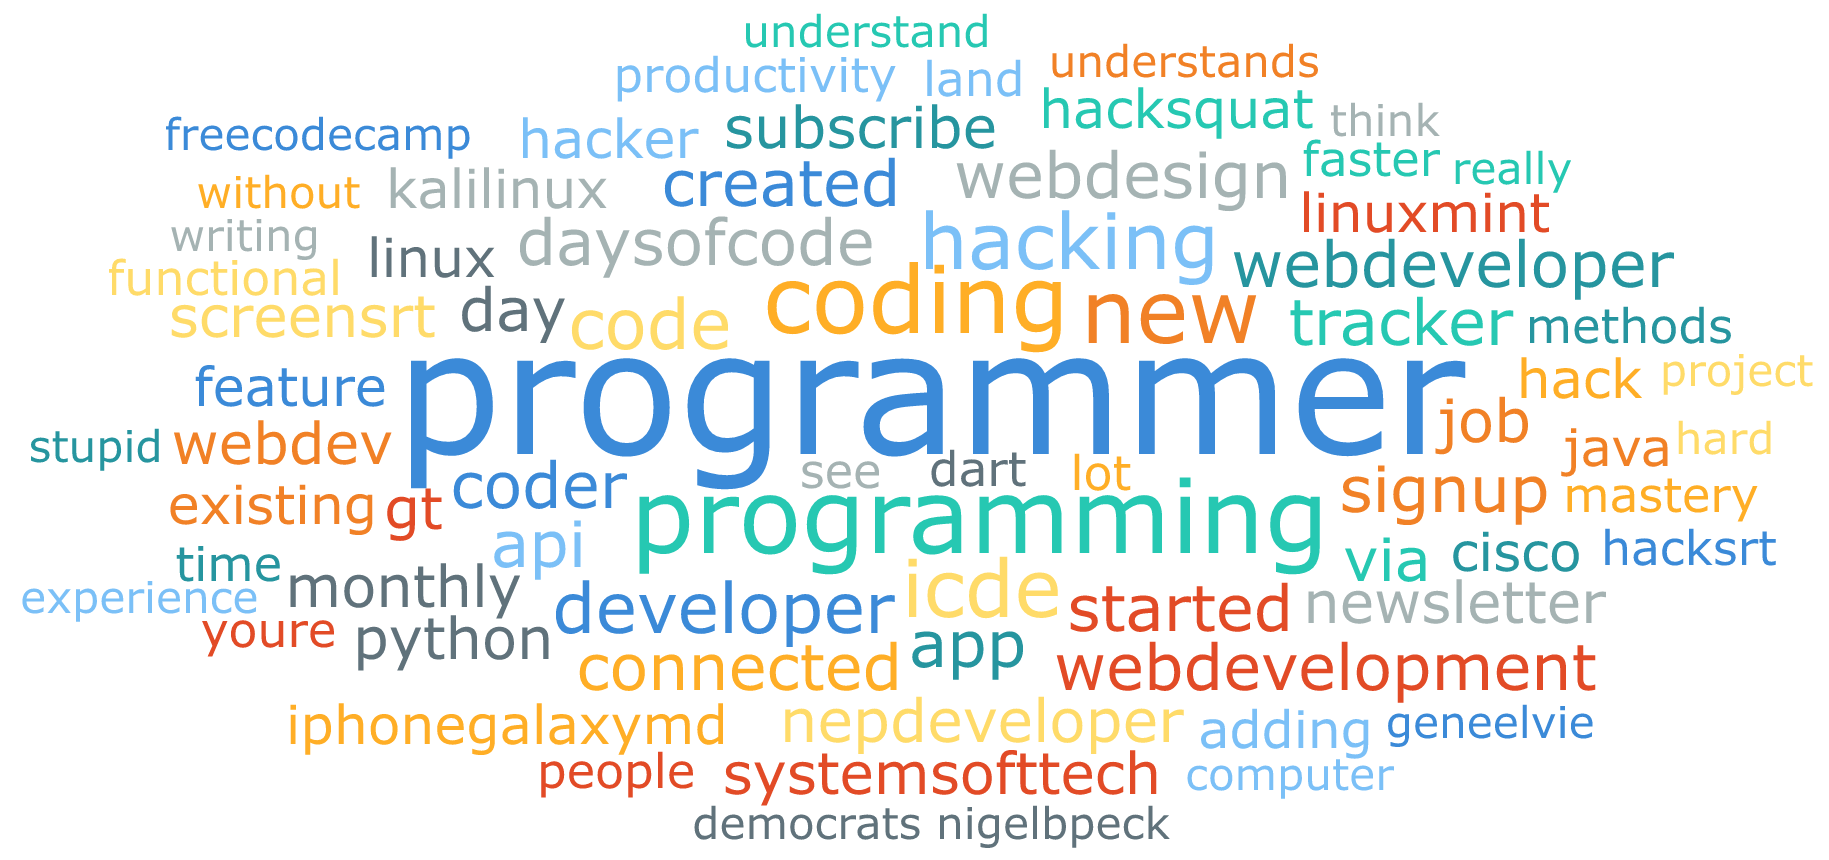 understand
productivity land understands
freecodecamp hacker subscribe hacksquat think
without kalilinux created webdesign faster really
writing linux daysofcode hacking linuxmint
functional webdeveloper
screensrt day code coding new tracker methods
feature programmer hack project
stupid webdev job java hard
existing gt coder see dart lot signup mastery
time api programming via cisco hacksrt
experience monthly developer icde started newsletter
youre python connected app webdevelopment
iphonegalaxymd nepdeveloper adding geneelvie
people systemsofttech computer
democrats nigelbpeck